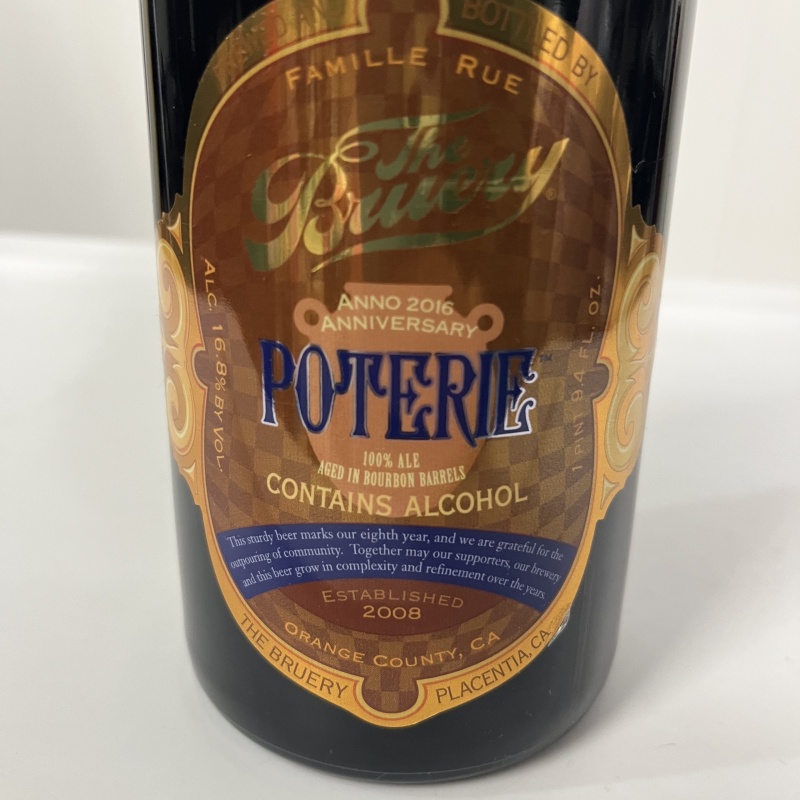 BOTTLED BY
FAMILLE RUE
The
Bruery®
ANNO 2016
ANNIVERSARY
POTERIE™
ALC. 16.8% BY VOL.
1 PINT 9.4 FL. OZ.
100% ALE
AGED IN BOURBON BARRELS
CONTAINS ALCOHOL
This sturdy beer marks our eighth year, and we are grateful for the
outpouring of community. Together may our supporters, our brewery
and this beer grow in complexity and refinement over the years.
ESTABLISHED
2008
ORANGE COUNTY, CA
THE BRUERY PLACENTIA, CA